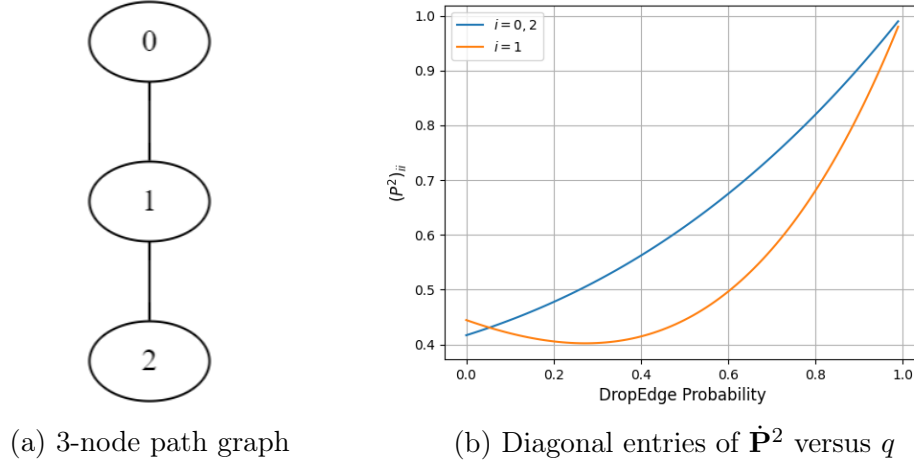 0
1
2
1.0
0.9
0.8
0.7
0.6
0.5
0.4
(P²)ᵢᵢ
i = 0, 2
i = 1
0.0 0.2 0.4 0.6 0.8 1.0
DropEdge Probability
(a) 3-node path graph
(b) Diagonal entries of Ṗ² versus q